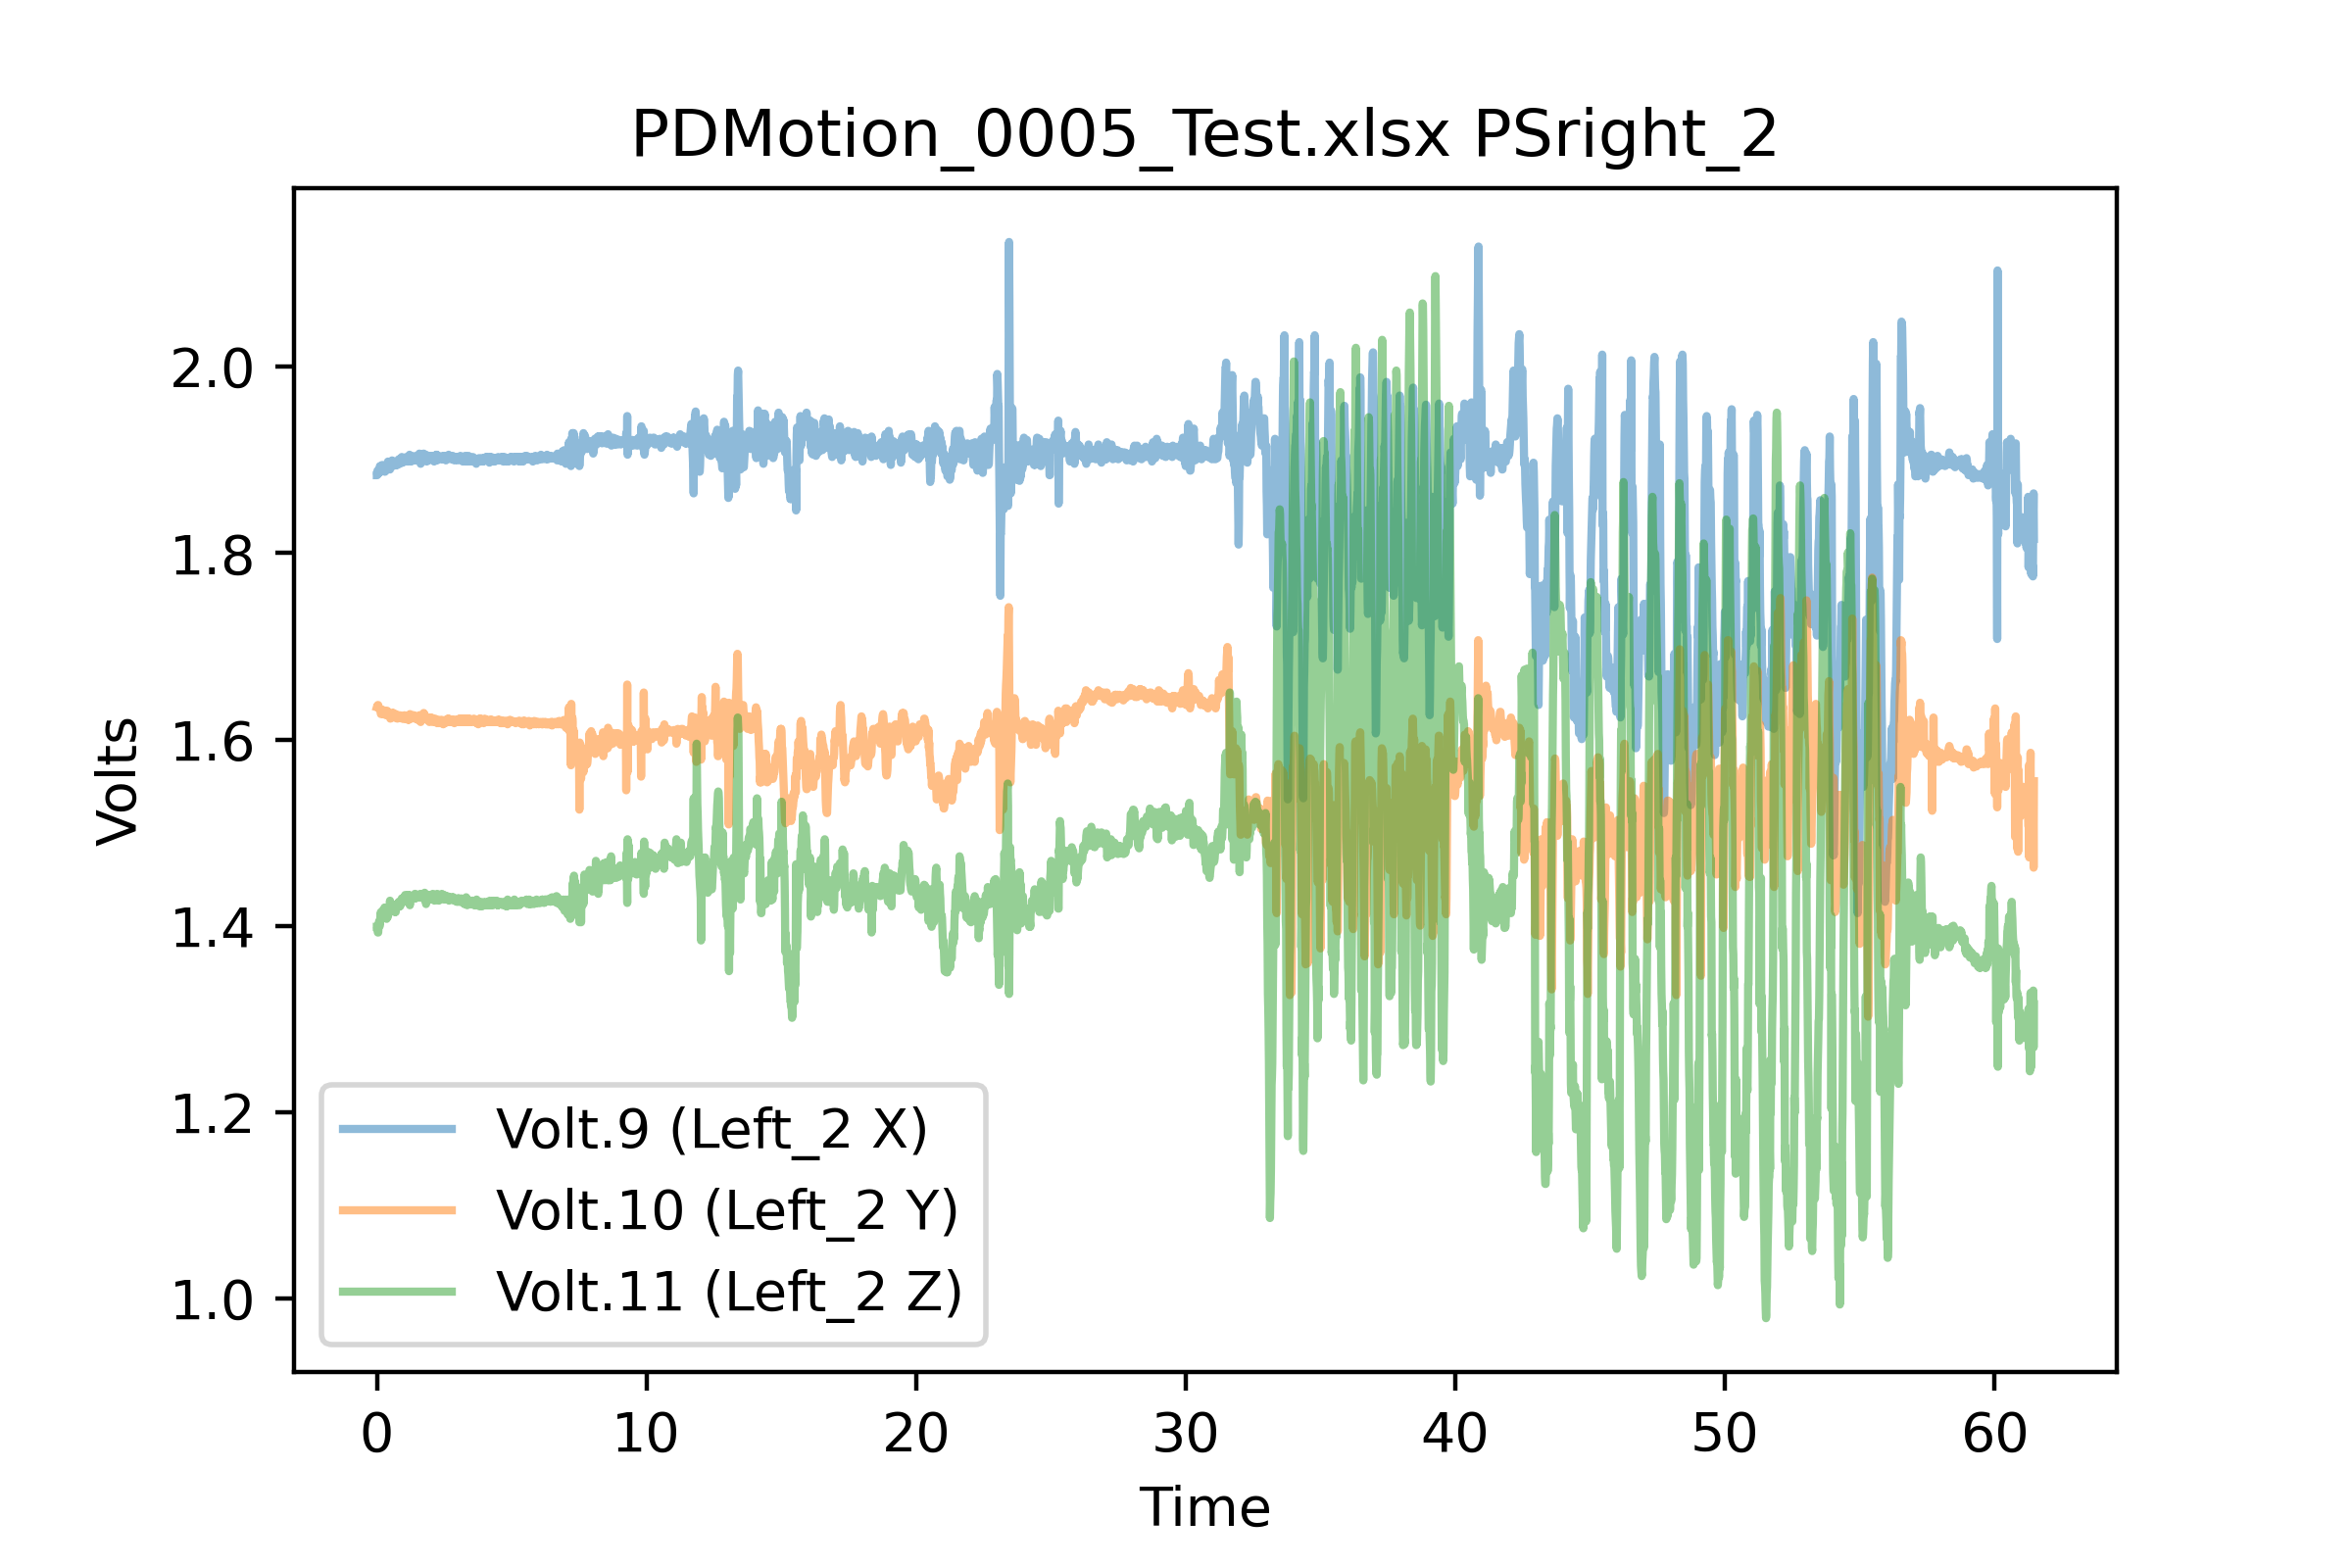 PDMotion_0005_Test.xlsx PSright_2
Volts
2.0
1.8
1.6
1.4
1.2
1.0
Volt.9 (Left_2 X)
Volt.10 (Left_2 Y)
Volt.11 (Left_2 Z)
0 10 20 30 40 50 60
Time